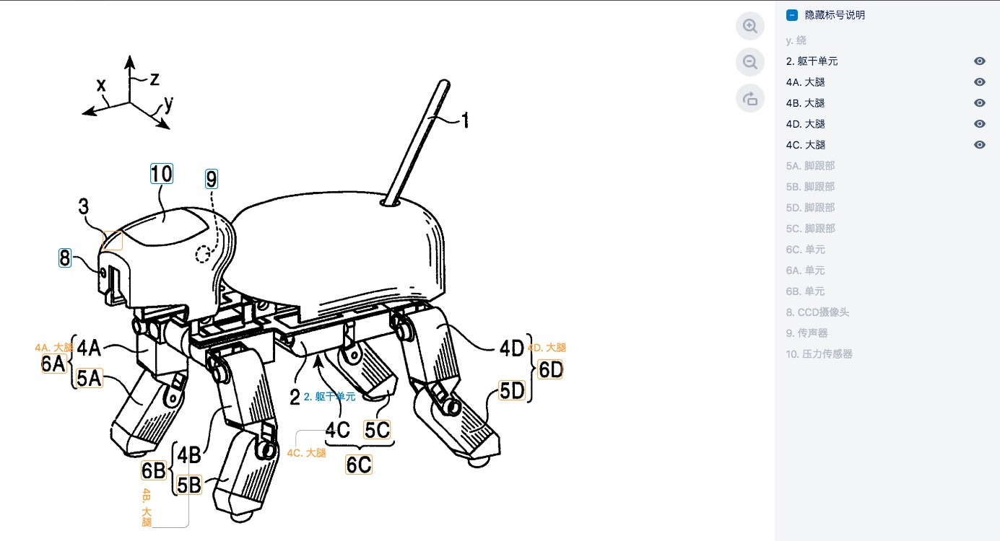 z
x
y
1
10
9
3
8
4A. 大腿
4A
6A
5A
4D
4D. 大腿
6D
5D
2
2. 躯干单元
4C
5C
4C. 大腿
6C
4B
6B
5B
4B. 大腿
隐藏标号说明
y. 绕
2. 躯干单元
4A. 大腿
4B. 大腿
4D. 大腿
4C. 大腿
5A. 脚跟部
5B. 脚跟部
5D. 脚跟部
5C. 脚跟部
6C. 单元
6A. 单元
6B. 单元
8. CCD摄像头
9. 传声器
10. 压力传感器